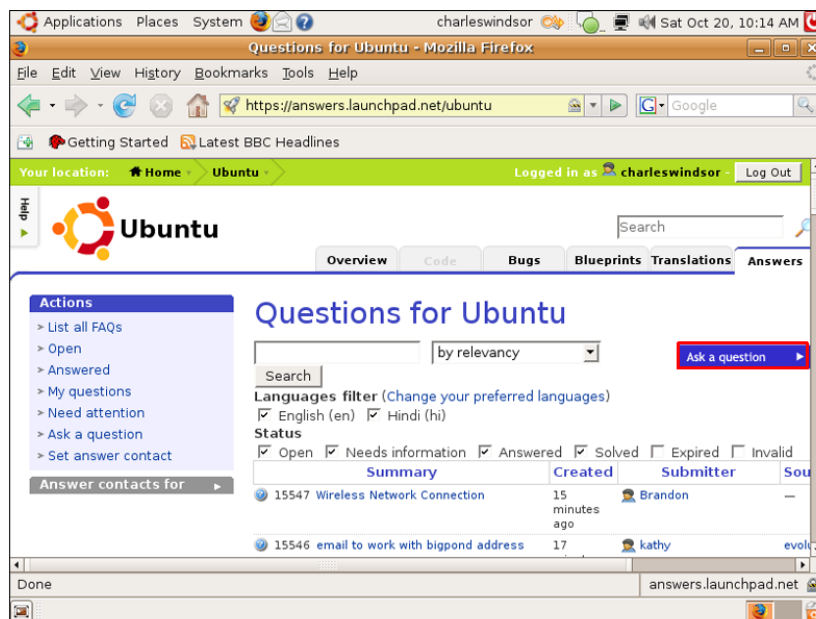 Applications Places System charleswindsor Sat Oct 20, 10:14 AM
Questions for Ubuntu - Mozilla Firefox
File Edit View History Bookmarks Tools Help
https://answers.launchpad.net/ubuntu G Google
Getting Started Latest BBC Headlines
Your location: Home Ubuntu Logged in as charleswindsor - Log Out
Help
Ubuntu
Search
Overview Code Bugs Blueprints Translations Answers
Actions
List all FAQs
Open
Answered
My questions
Need attention
Ask a question
Set answer contact
Answer contacts for
Questions for Ubuntu
by relevancy
Ask a question
Search
Languages filter (Change your preferred languages)
English (en) Hindi (hi)
Status
Open Needs information Answered Solved Expired Invalid
Summary Created Submitter Sou
15547 Wireless Network Connection 15 minutes ago Brandon —
15546 email to work with bigpond address 17 kathy evolu
Done answers.launchpad.net